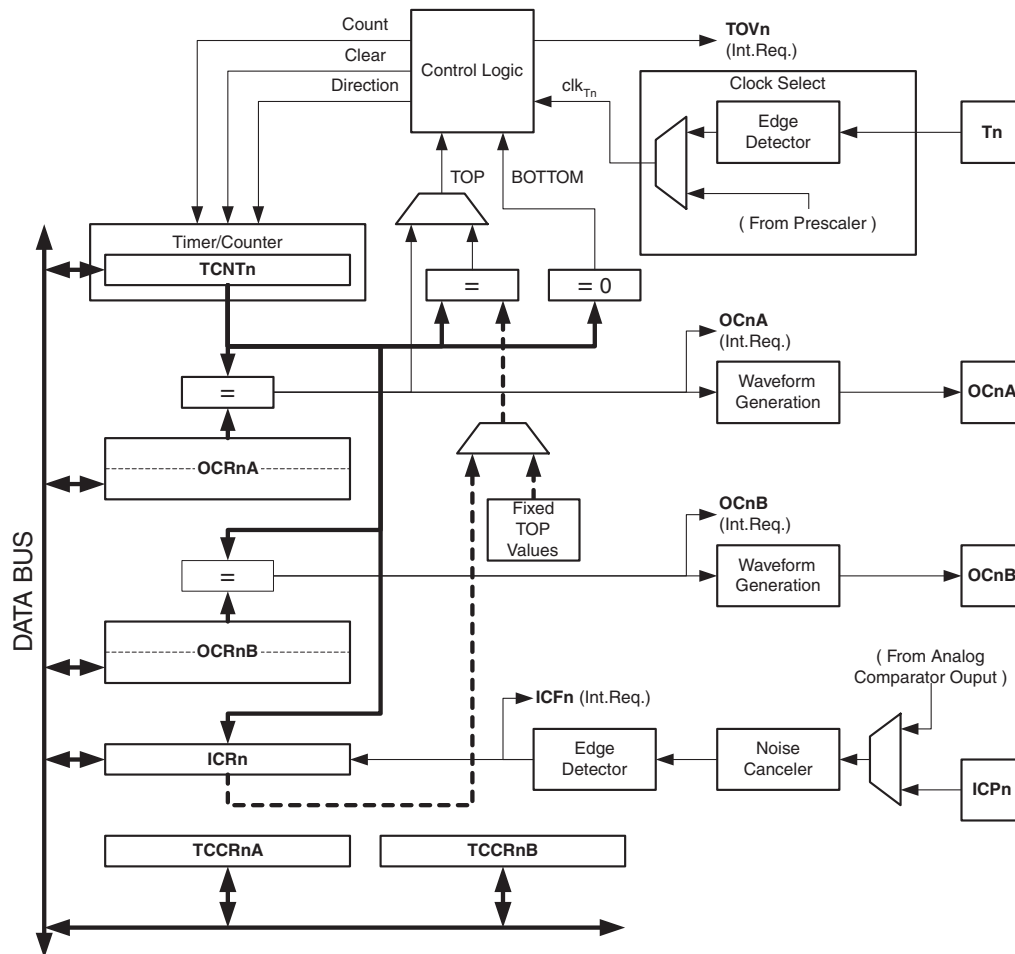 Count
Clear
Direction
Control Logic
TOVn
(Int.Req.)
clkTn
Clock Select
Edge
Detector
Tn
( From Prescaler )
TOP
BOTTOM
Timer/Counter
TCNTn
=
= 0
=
OCnA
(Int.Req.)
Waveform
Generation
OCnA
OCRnA
Fixed
TOP
Values
OCnB
(Int.Req.)
=
Waveform
Generation
OCnB
DATA BUS
OCRnB
( From Analog
Comparator Ouput )
ICFn (Int.Req.)
ICRn
Edge
Detector
Noise
Canceler
ICPn
TCCRnA
TCCRnB